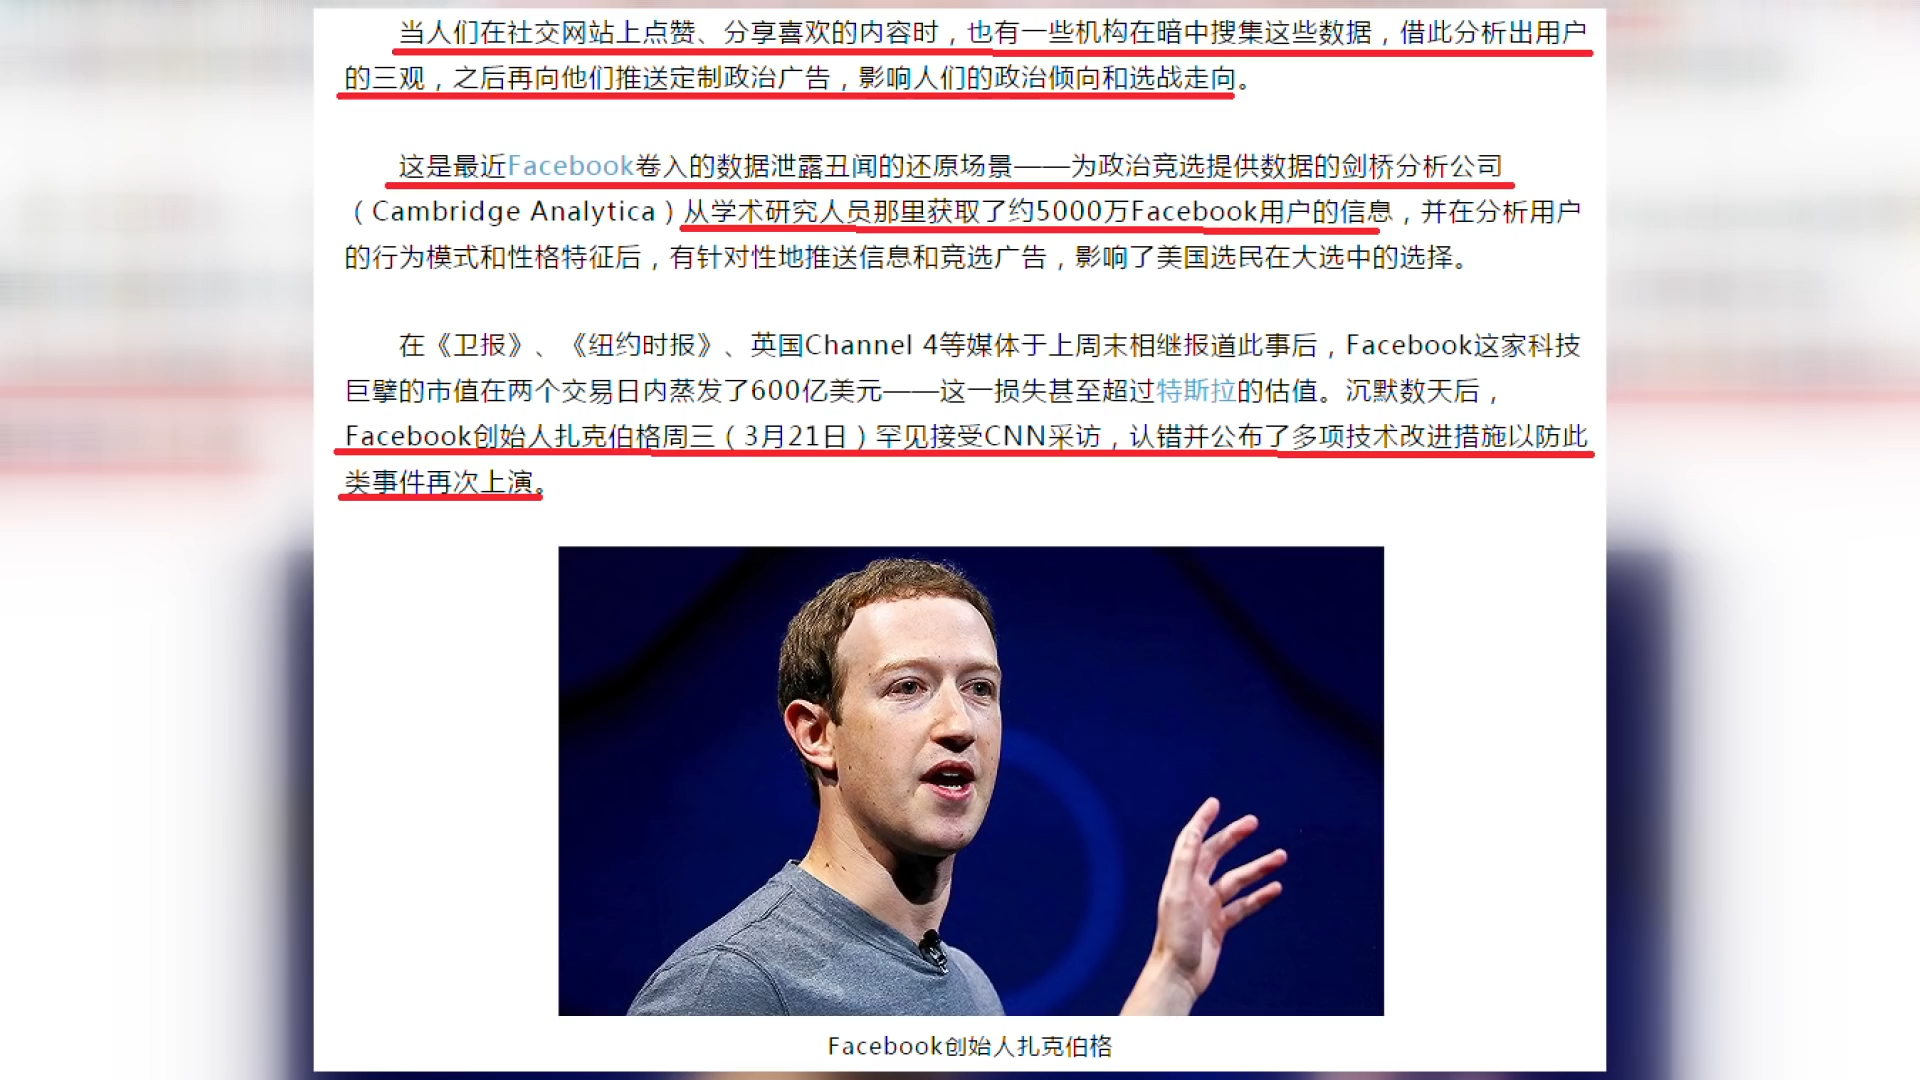 当人们在社交网站上点赞、分享喜欢的内容时，也有一些机构在暗中搜集这些数据，借此分析出用户
的三观，之后再向他们推送定制政治广告，影响人们的政治倾向和选战走向。
这是最近Facebook卷入的数据泄露丑闻的还原场景——为政治竞选提供数据的剑桥分析公司
（Cambridge Analytica）从学术研究人员那里获取了约5000万Facebook用户的信息，并在分析用户
的行为模式和性格特征后，有针对性地推送信息和竞选广告，影响了美国选民在大选中的选择。
在《卫报》、《纽约时报》、英国Channel 4等媒体于上周末相继报道此事后，Facebook这家科技
巨擘的市值在两个交易日内蒸发了600亿美元——这一损失甚至超过特斯拉的估值。沉默数天后，
Facebook创始人扎克伯格周三（3月21日）罕见接受CNN采访，认错并公布了多项技术改进措施以防此
类事件再次上演。
Facebook创始人扎克伯格